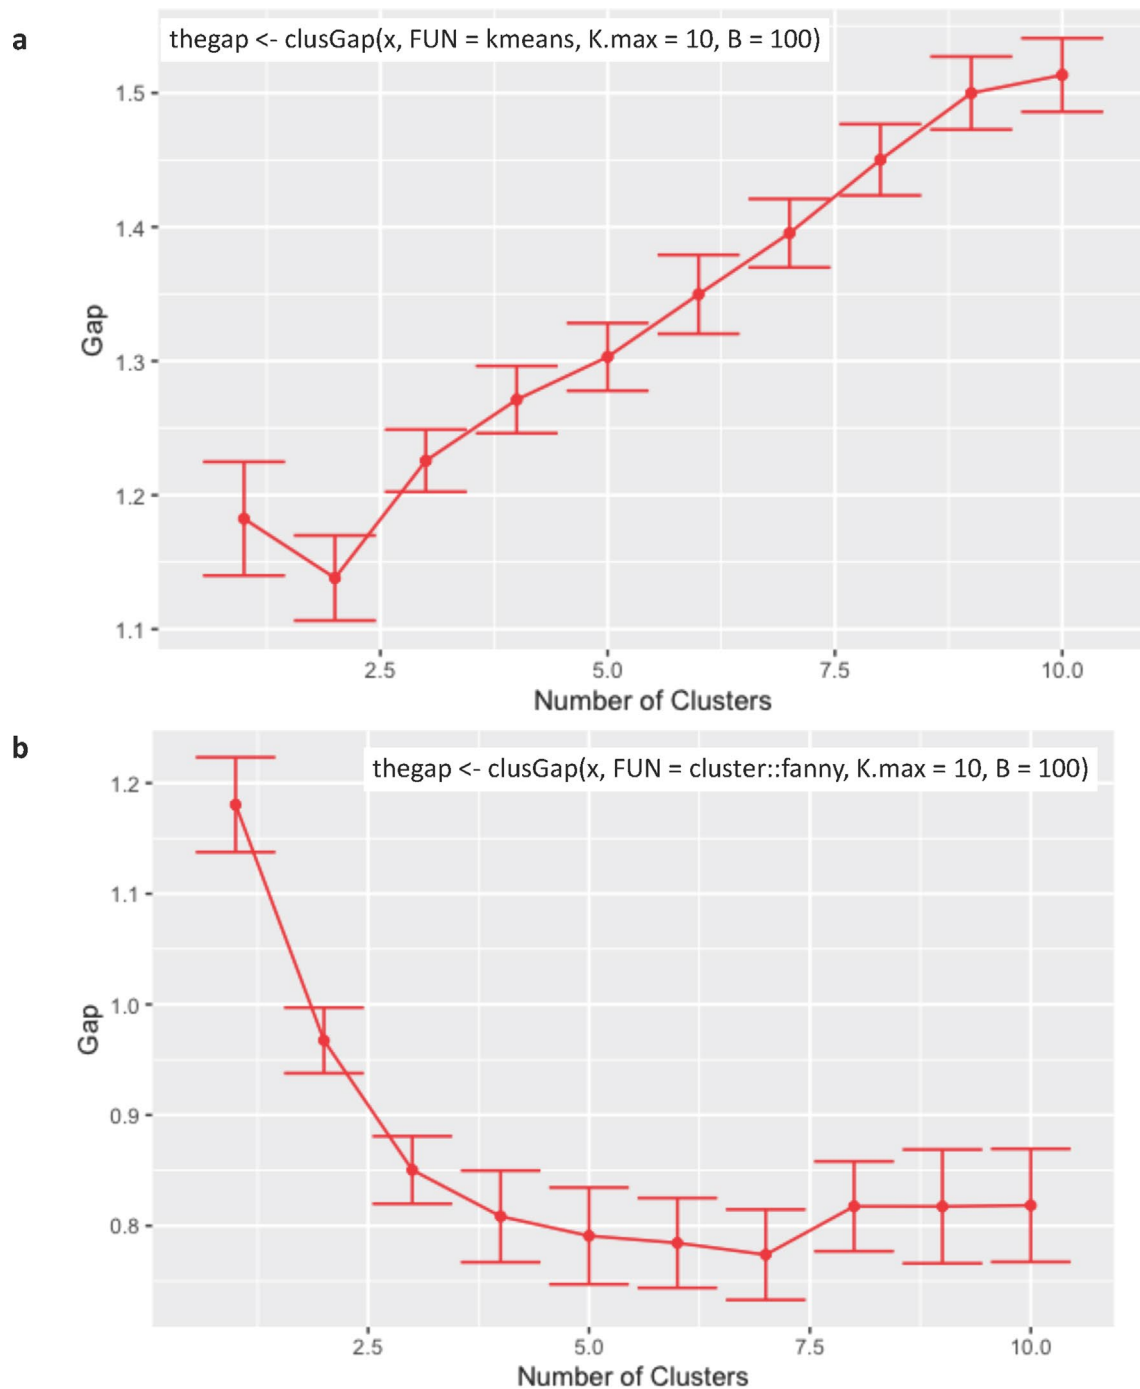 a
thegap <- clusGap(x, FUN = kmeans, K.max = 10, B = 100)
1.5
1.4
1.3
1.2
1.1
Gap
2.5 5.0 7.5 10.0
Number of Clusters
b
thegap <- clusGap(x, FUN = cluster::fanny, K.max = 10, B = 100)
1.2
1.1
1.0
0.9
0.8
Gap
2.5 5.0 7.5 10.0
Number of Clusters